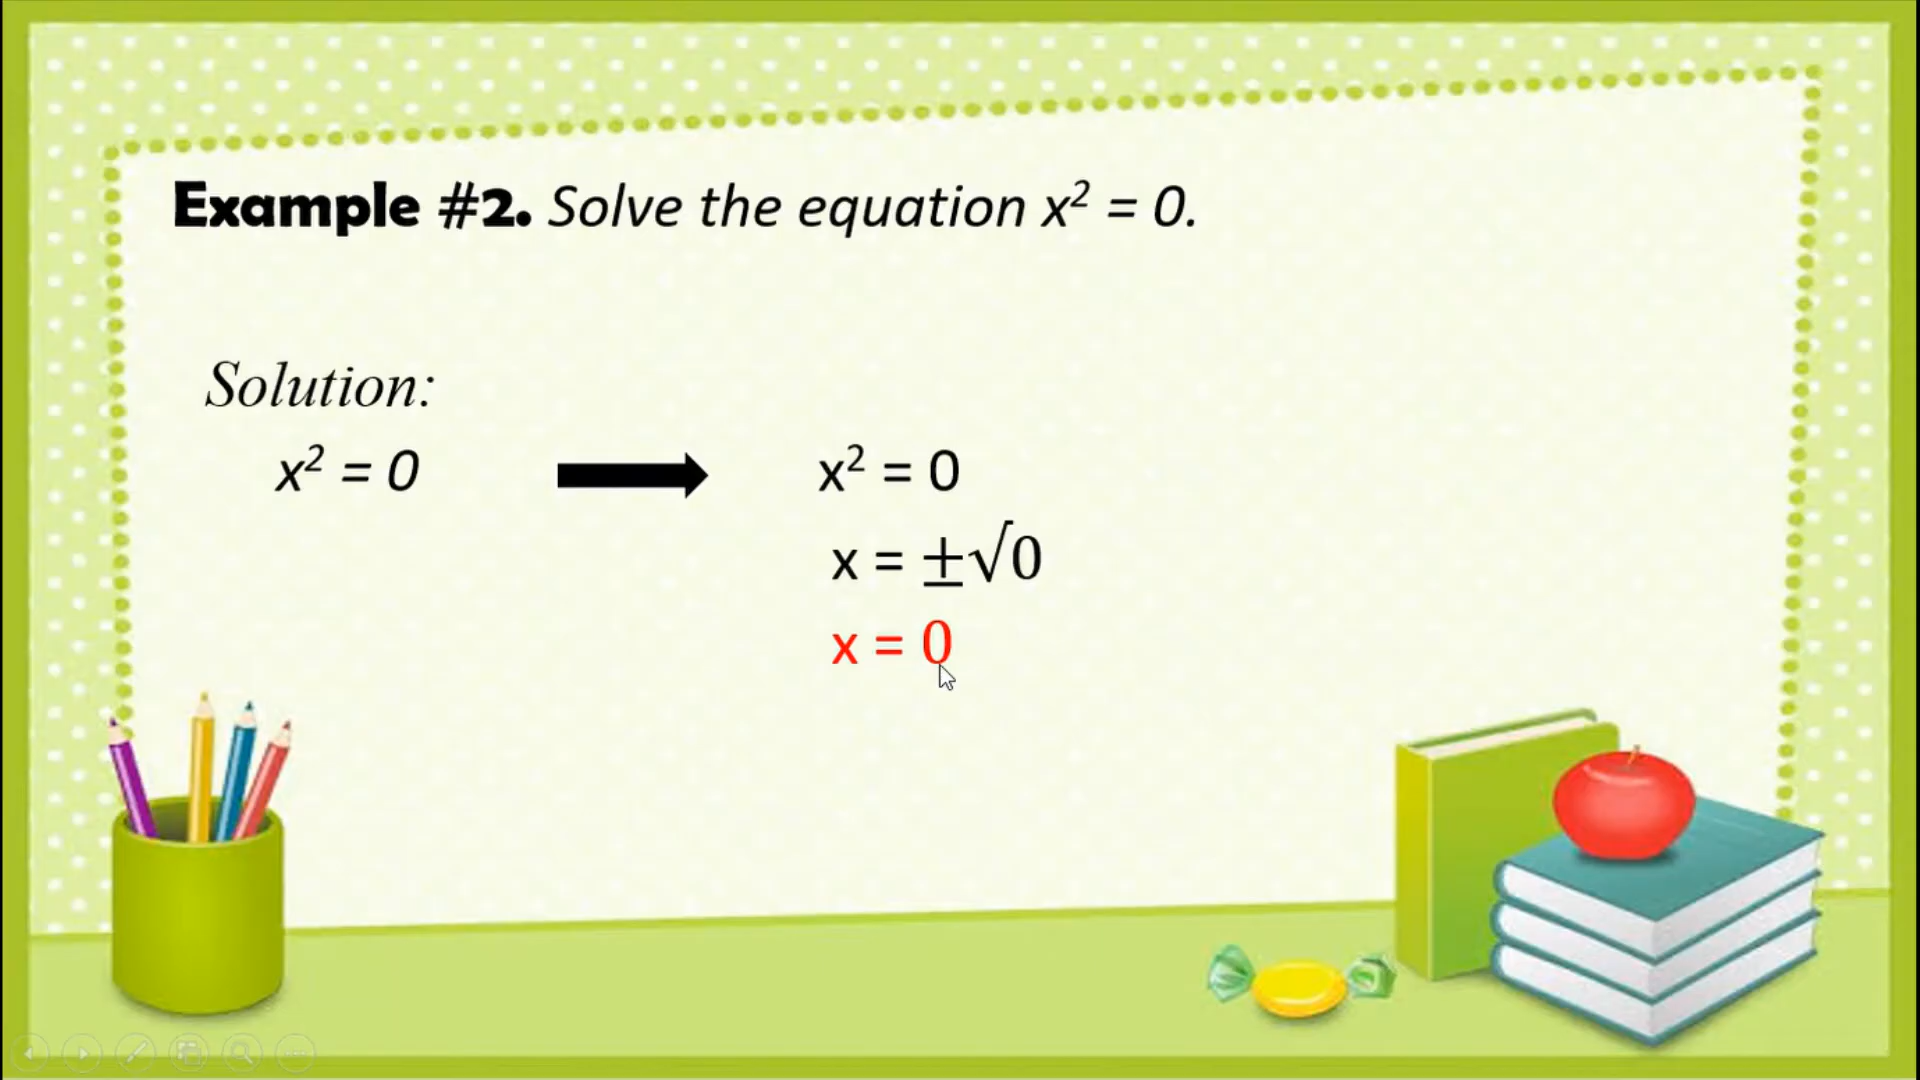 Example #2. Solve the equation x² = 0.
Solution:
x² = 0 ➡ x² = 0
x = ±√0
x = 0